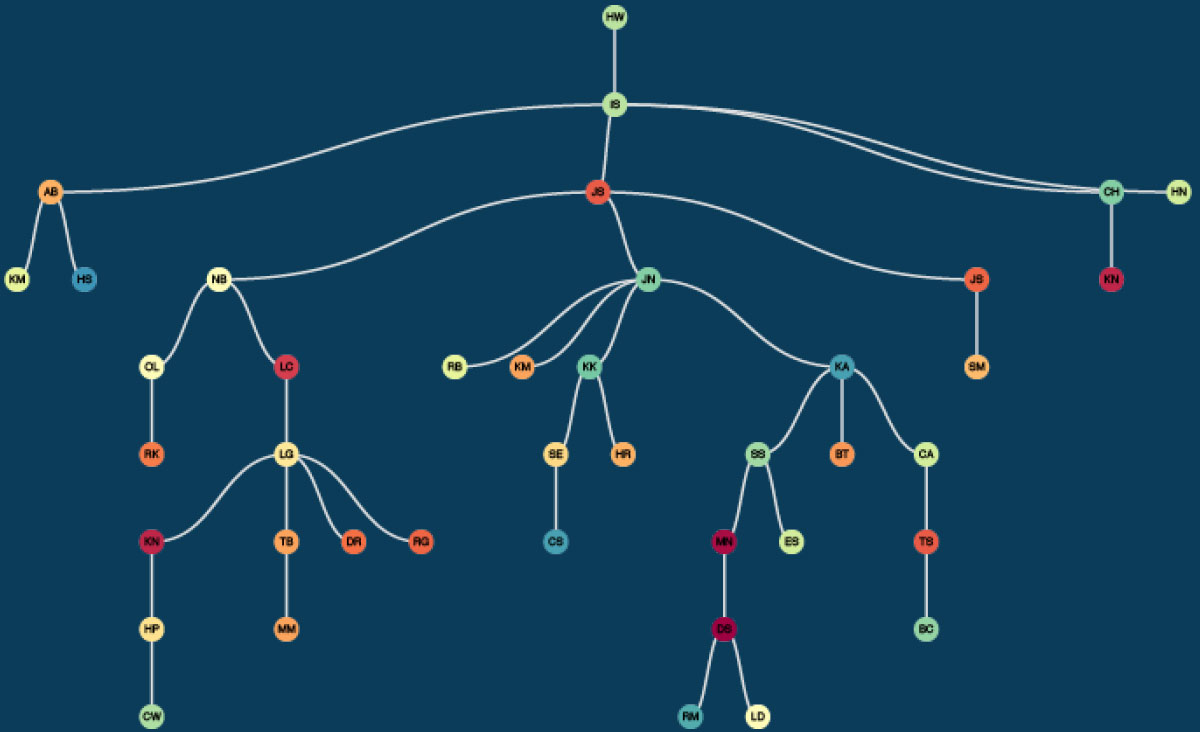 HW
IS
AB JS CH HN
KM HS NB JN JS KN
OL LC RB KM KK KA SM
RK LG SE HR SS BT CA
KN TB DR RG CS MN ES TS
HP MM DS BC
CW RM LD